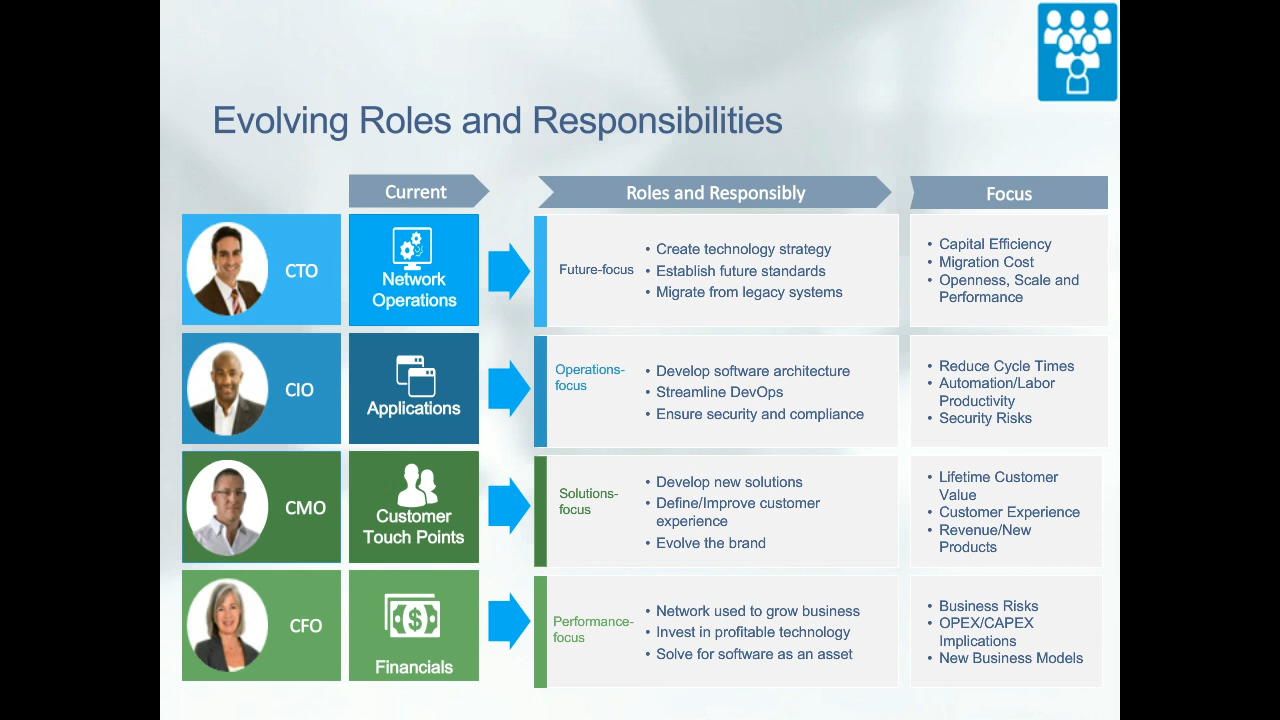 Evolving Roles and Responsibilities
Current
Roles and Responsibly
Focus
CTO
Network
Operations
Future-focus
• Create technology strategy
• Establish future standards
• Migrate from legacy systems
• Capital Efficiency
• Migration Cost
• Openness, Scale and
Performance
CIO
Applications
Operations-
focus
• Develop software architecture
• Streamline DevOps
• Ensure security and compliance
• Reduce Cycle Times
• Automation/Labor
Productivity
• Security Risks
CMO
Customer
Touch Points
Solutions-
focus
• Develop new solutions
• Define/Improve customer
experience
• Evolve the brand
• Lifetime Customer
Value
• Customer Experience
• Revenue/New
Products
CFO
Financials
Performance-
focus
• Network used to grow business
• Invest in profitable technology
• Solve for software as an asset
• Business Risks
• OPEX/CAPEX
Implications
• New Business Models